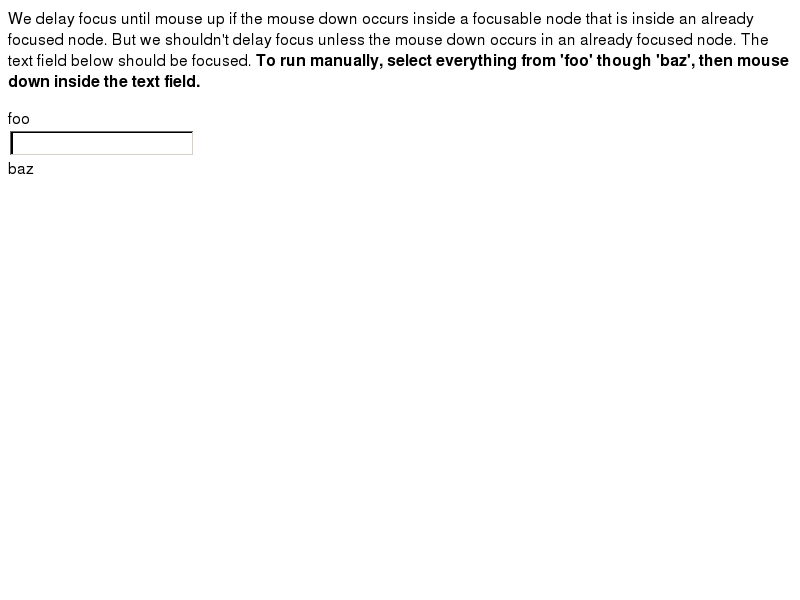 We delay focus until mouse up if the mouse down occurs inside a focusable node that is inside an already
focused node. But we shouldn't delay focus unless the mouse down occurs in an already focused node. The
text field below should be focused. To run manually, select everything from 'foo' though 'baz', then mouse
down inside the text field.
foo
baz